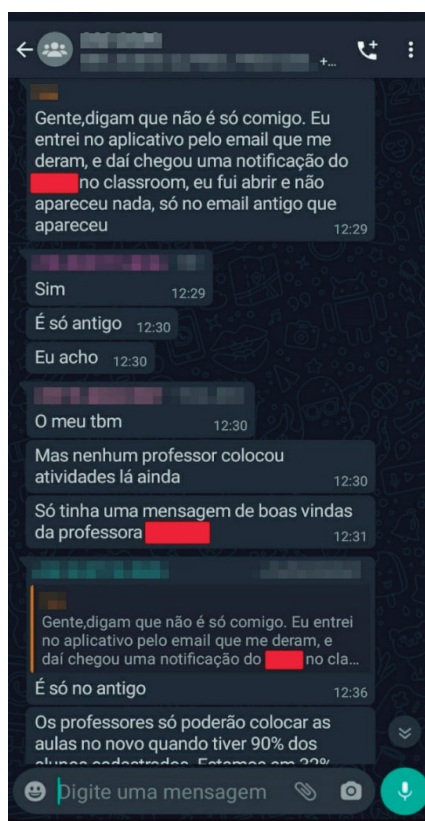 +...
Gente,digam que não é só comigo. Eu
entrei no aplicativo pelo email que me
deram, e daí chegou uma notificação do
no classroom, eu fui abrir e não
apareceu nada, só no email antigo que
apareceu
12:29
Sim
12:29
É só antigo 12:30
Eu acho 12:30
O meu tbm
12:30
Mas nenhum professor colocou
atividades lá ainda
12:30
Só tinha uma mensagem de boas vindas
da professora
12:31
Gente,digam que não é só comigo. Eu entrei
no aplicativo pelo email que me deram, e
daí chegou uma notificação do no cla...
É só no antigo
12:36
Os professores só poderão colocar as
aulas no novo quando tiver 90% dos
alunos cadastrados. Estamos em 32%
Digite uma mensagem